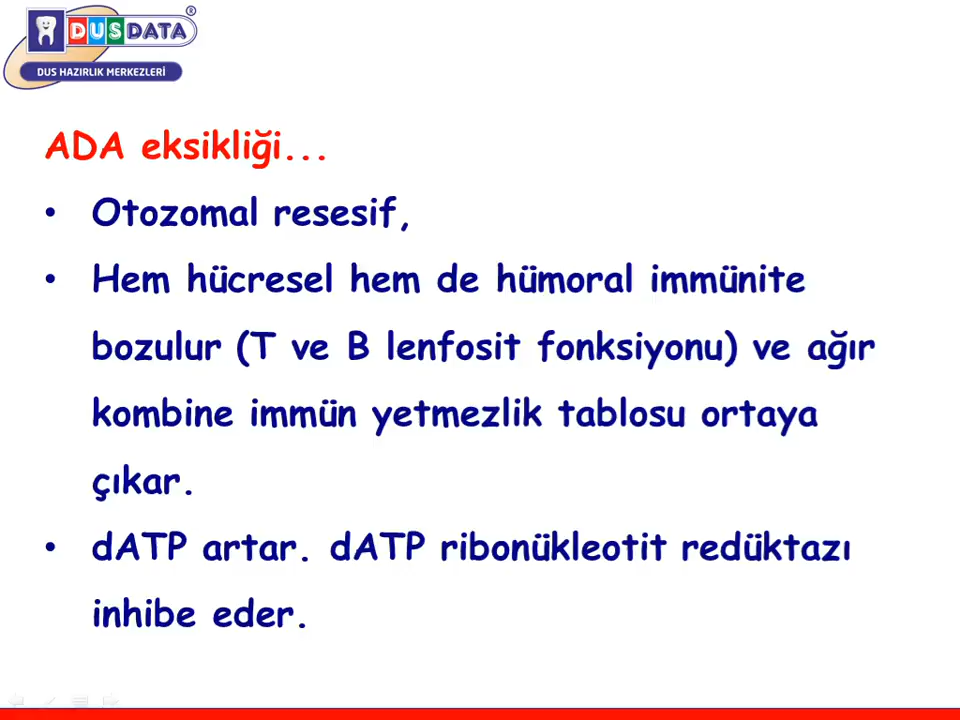 DUSDATA®
DUS HAZIRLIK MERKEZLERİ
ADA eksikliği...
• Otozomal resesif,
• Hem hücresel hem de hümoral immünite
bozulur (T ve B lenfosit fonksiyonu) ve ağır
kombine immün yetmezlik tablosu ortaya
çıkar.
• dATP artar. dATP ribonükleotit redüktazı
inhibe eder.